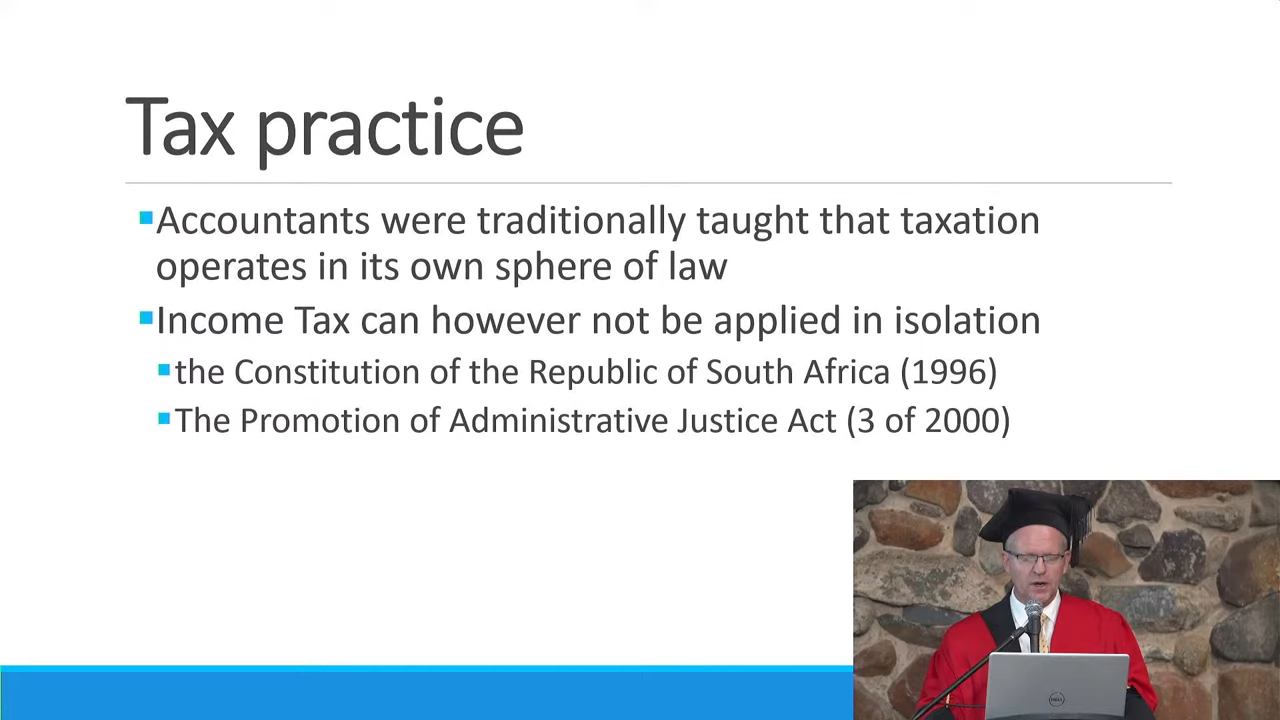 Tax practice
Accountants were traditionally taught that taxation
operates in its own sphere of law
Income Tax can however not be applied in isolation
the Constitution of the Republic of South Africa (1996)
The Promotion of Administrative Justice Act (3 of 2000)
DELL